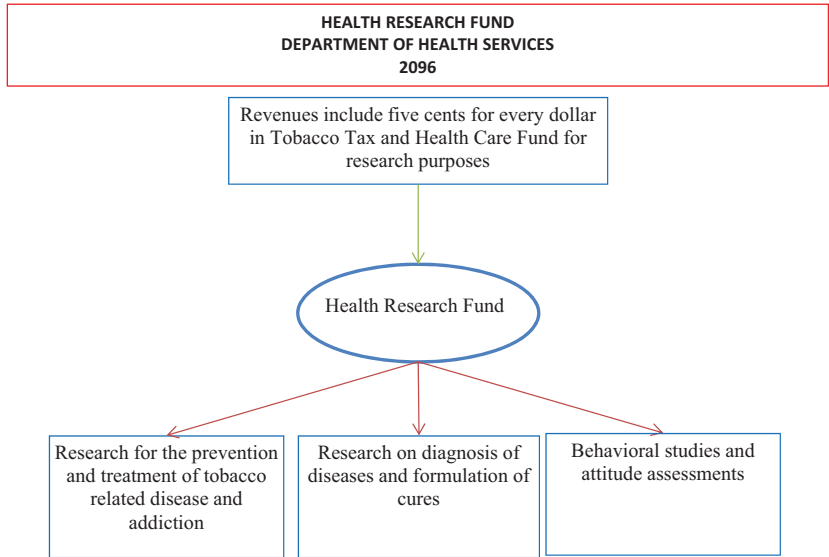 HEALTH RESEARCH FUND
DEPARTMENT OF HEALTH SERVICES
2096
Revenues include five cents for every dollar
in Tobacco Tax and Health Care Fund for
research purposes
Health Research Fund
Research for the prevention
and treatment of tobacco
related disease and
addiction
Research on diagnosis of
diseases and formulation of
cures
Behavioral studies and
attitude assessments